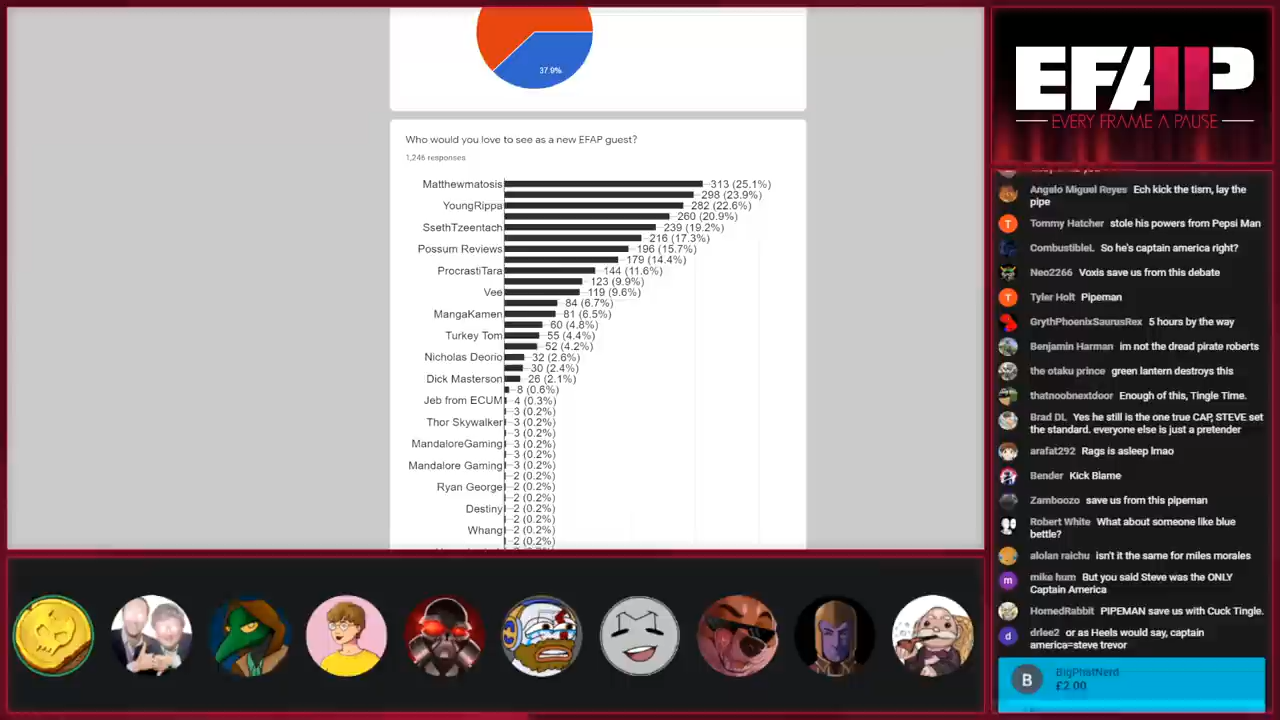 37.9%
Who would you love to see as a new EFAP guest?
1,246 responses
Matthewmatosis 313 (25.1%)
298 (23.9%)
YoungRippa 282 (22.6%)
260 (20.9%)
SsethTzeentach 239 (19.2%)
216 (17.3%)
Possum Reviews 196 (15.7%)
179 (14.4%)
ProcrastiTara 144 (11.6%)
123 (9.9%)
Vee 119 (9.6%)
84 (6.7%)
MangaKamen 81 (6.5%)
60 (4.8%)
Turkey Tom 55 (4.4%)
52 (4.2%)
Nicholas Deorio 32 (2.6%)
30 (2.4%)
Dick Masterson 26 (2.1%)
8 (0.6%)
Jeb from ECUM 4 (0.3%)
3 (0.2%)
Thor Skywalker 3 (0.2%)
3 (0.2%)
MandaloreGaming 3 (0.2%)
3 (0.2%)
Mandalore Gaming 3 (0.2%)
2 (0.2%)
Ryan George 2 (0.2%)
2 (0.2%)
Destiny 2 (0.2%)
2 (0.2%)
Whang 2 (0.2%)
2 (0.2%)
EFAP
EVERY FRAME A PAUSE
Angelo Miguel Reyes Ech kick the tism, lay the
pipe
Tommy Hatcher stole his powers from Pepsi Man
CombustibleL So he's captain america right?
Neo2266 Voxis save us from this debate
Tyler Holt Pipeman
GrythPhoenixSaurusRex 5 hours by the way
Benjamin Harman im not the dread pirate roberts
the otaku prince green lantern destroys this
thatnoobnextdoor Enough of this, Tingle Time.
Brad DL Yes he still is the one true CAP, STEVE set
the standard. everyone else is just a pretender
arafat292 Rags is asleep lmao
Bender Kick Blame
Zamboozo save us from this pipeman
Robert White What about someone like blue
bettle?
alolan raichu isn't it the same for miles morales
mike hum But you said Steve was the ONLY
Captain America
HornedRabbit PIPEMAN save us with Cuck Tingle.
drlee2 or as Heels would say, captain
america=steve trevor
B BigPhatNerd
£2.00